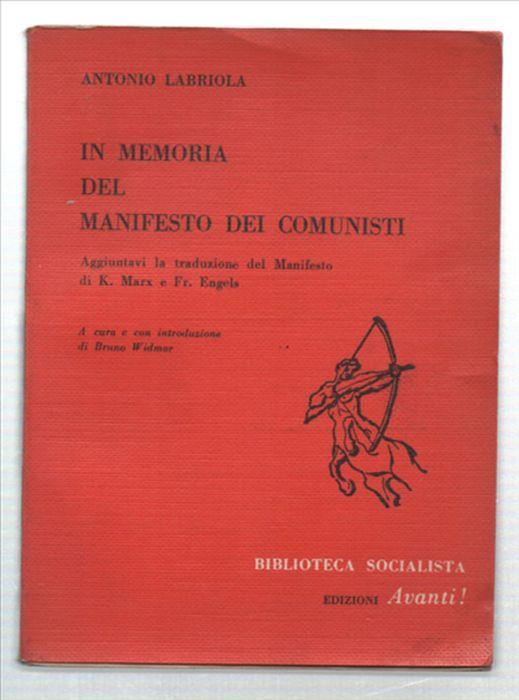 ANTONIO LABRIOLA
IN MEMORIA
DEL
MANIFESTO DEI COMUNISTI
Aggiuntavi la traduzione del Manifesto
di K. Marx e Fr. Engels
A cura e con introduzione
di Bruno Widmar
BIBLIOTECA SOCIALISTA
EDIZIONI Avanti!